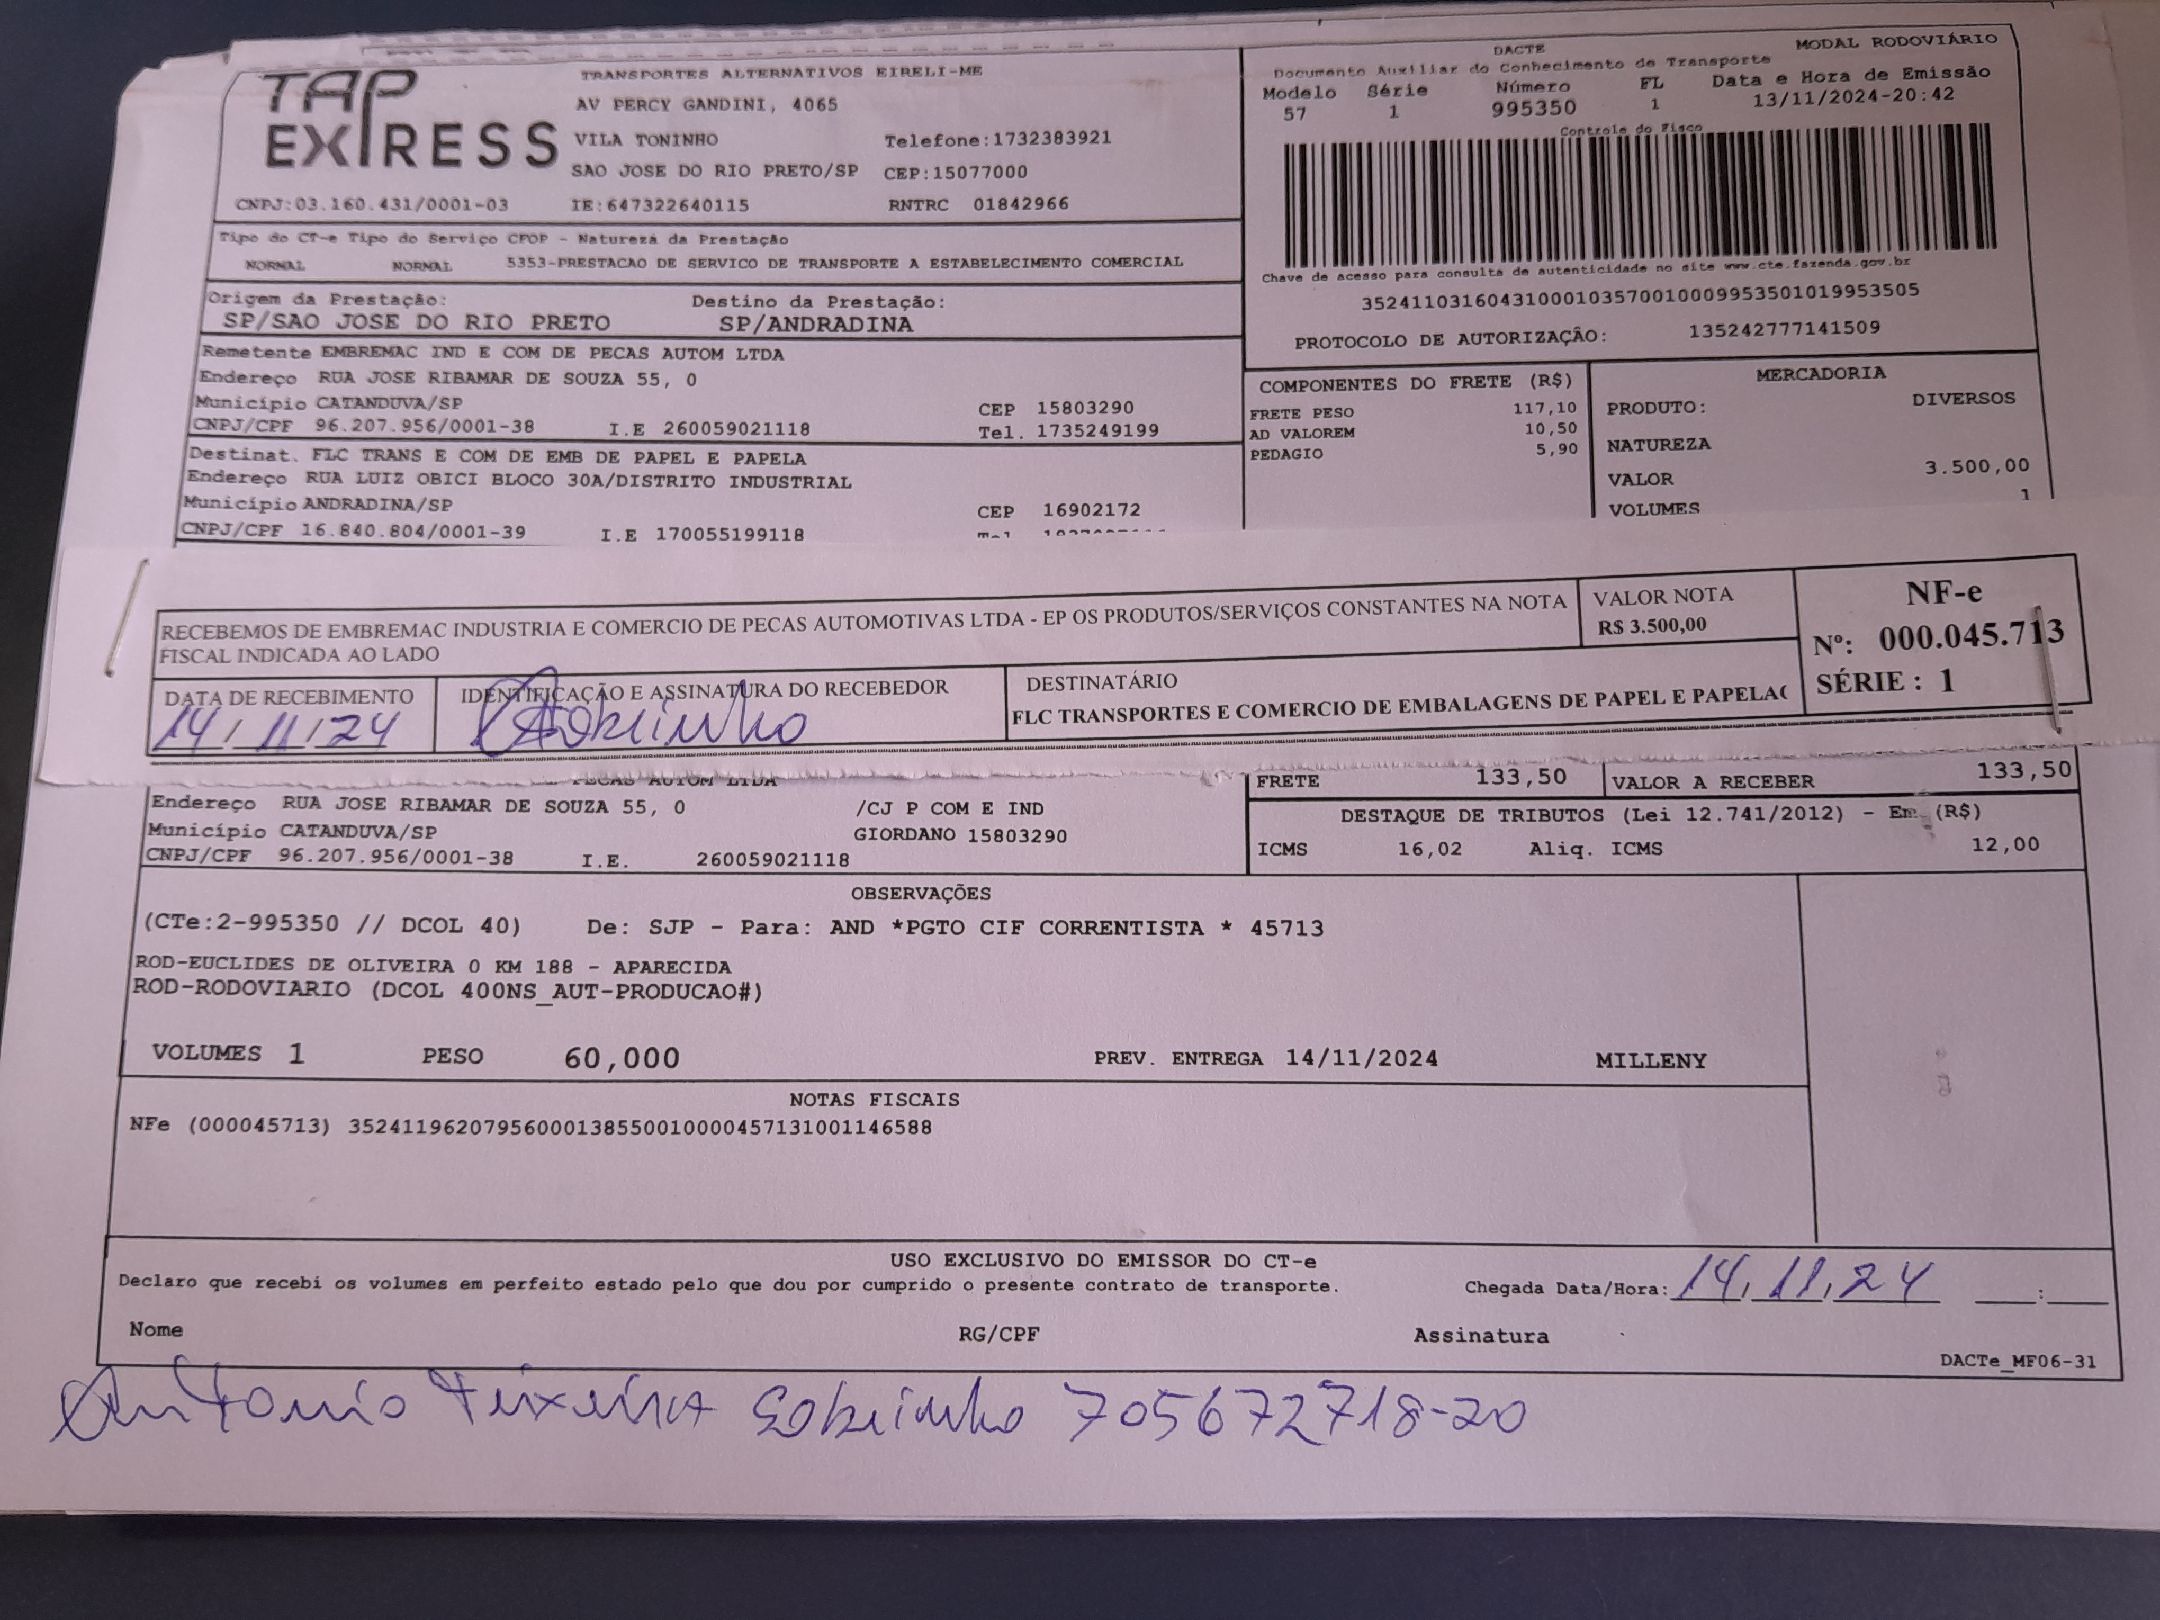 TAP EXPRESS
TRANSPORTES ALTERNATIVOS EIRELI-ME
AV PERCY GANDINI, 4065
VILA TONINHO Telefone:1732383921
SAO JOSE DO RIO PRETO/SP CEP:15077000
CNPJ:03.160.431/0001-03 IE:647322640115 RNTRC 01842966
DACTE MODAL RODOVIÁRIO
Documento Auxiliar do Conhecimento de Transporte
Modelo Série Número FL Data e Hora de Emissão
57 1 995350 1 13/11/2024-20:42
Controle do Fisco
Chave de acesso para consulta de autenticidade no site www.cte.fazenda.gov.br
35241103160431000103570010009953501019953505
PROTOCOLO DE AUTORIZAÇÃO: 135242777141509
Tipo do CT-e Tipo do Serviço CFOP - Natureza da Prestação
NORMAL NORMAL 5353-PRESTACAO DE SERVICO DE TRANSPORTE A ESTABELECIMENTO COMERCIAL
Origem da Prestação: Destino da Prestação:
SP/SAO JOSE DO RIO PRETO SP/ANDRADINA
Remetente EMBREMAC IND E COM DE PECAS AUTOM LTDA
Endereço RUA JOSE RIBAMAR DE SOUZA 55, 0
Município CATANDUVA/SP CEP 15803290
CNPJ/CPF 96.207.956/0001-38 I.E 260059021118 Tel. 1735249199
Destinat. FLC TRANS E COM DE EMB DE PAPEL E PAPELA
Endereço RUA LUIZ OBICI BLOCO 30A/DISTRITO INDUSTRIAL
Município ANDRADINA/SP CEP 16902172
CNPJ/CPF 16.840.804/0001-39 I.E 170055199118
COMPONENTES DO FRETE (R$)
FRETE PESO 117,10
AD VALOREM 10,50
PEDAGIO 5,90
MERCADORIA
PRODUTO: DIVERSOS
NATUREZA
VALOR 3.500,00
VOLUMES 1
RECEBEMOS DE EMBREMAC INDUSTRIA E COMERCIO DE PECAS AUTOMOTIVAS LTDA - EP OS PRODUTOS/SERVIÇOS CONSTANTES NA NOTA
FISCAL INDICADA AO LADO
VALOR NOTA
R$ 3.500,00
NF-e
Nº: 000.045.713
SÉRIE : 1
DATA DE RECEBIMENTO
14/11/24
IDENTIFICAÇÃO E ASSINATURA DO RECEBEDOR
Sobrinho
DESTINATÁRIO
FLC TRANSPORTES E COMERCIO DE EMBALAGENS DE PAPEL E PAPELA
PECAS AUTOM LTDA
Endereço RUA JOSE RIBAMAR DE SOUZA 55, 0 /CJ P COM E IND
Município CATANDUVA/SP GIORDANO 15803290
CNPJ/CPF 96.207.956/0001-38 I.E. 260059021118
FRETE 133,50 VALOR A RECEBER 133,50
DESTAQUE DE TRIBUTOS (Lei 12.741/2012) - Em (R$)
ICMS 16,02 Aliq. ICMS 12,00
OBSERVAÇÕES
(CTe:2-995350 // DCOL 40) De: SJP - Para: AND *PGTO CIF CORRENTISTA * 45713
ROD-EUCLIDES DE OLIVEIRA 0 KM 188 - APARECIDA
ROD-RODOVIARIO (DCOL 400NS_AUT-PRODUCAO#)
VOLUMES 1 PESO 60,000 PREV. ENTREGA 14/11/2024 MILLENY
NOTAS FISCAIS
NFe (000045713) 35241196207956000138550010000457131001146588
USO EXCLUSIVO DO EMISSOR DO CT-e
Declaro que recebi os volumes em perfeito estado pelo que dou por cumprido o presente contrato de transporte. Chegada Data/Hora: 14/11/24 :
Nome RG/CPF Assinatura
DACTe_MF06-31
Antonio Teixeira Sobrinho 705672718-20